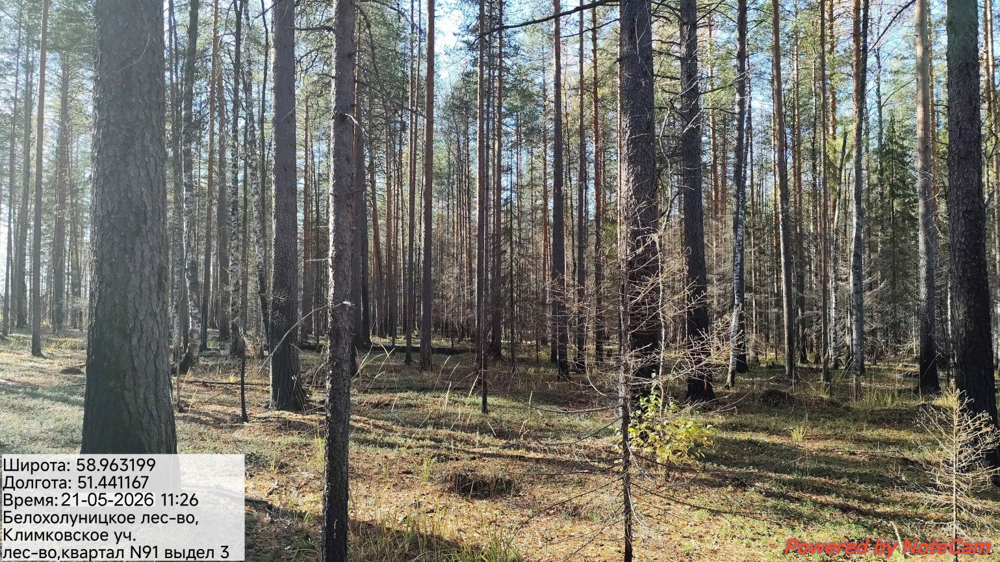 Широта: 58.963199
Долгота: 51.441167
Время: 21-05-2026 11:26
Белохолуницкое лес-во,
Климковское уч.
лес-во,квартал N91 выдел 3
Powered by NoteCam